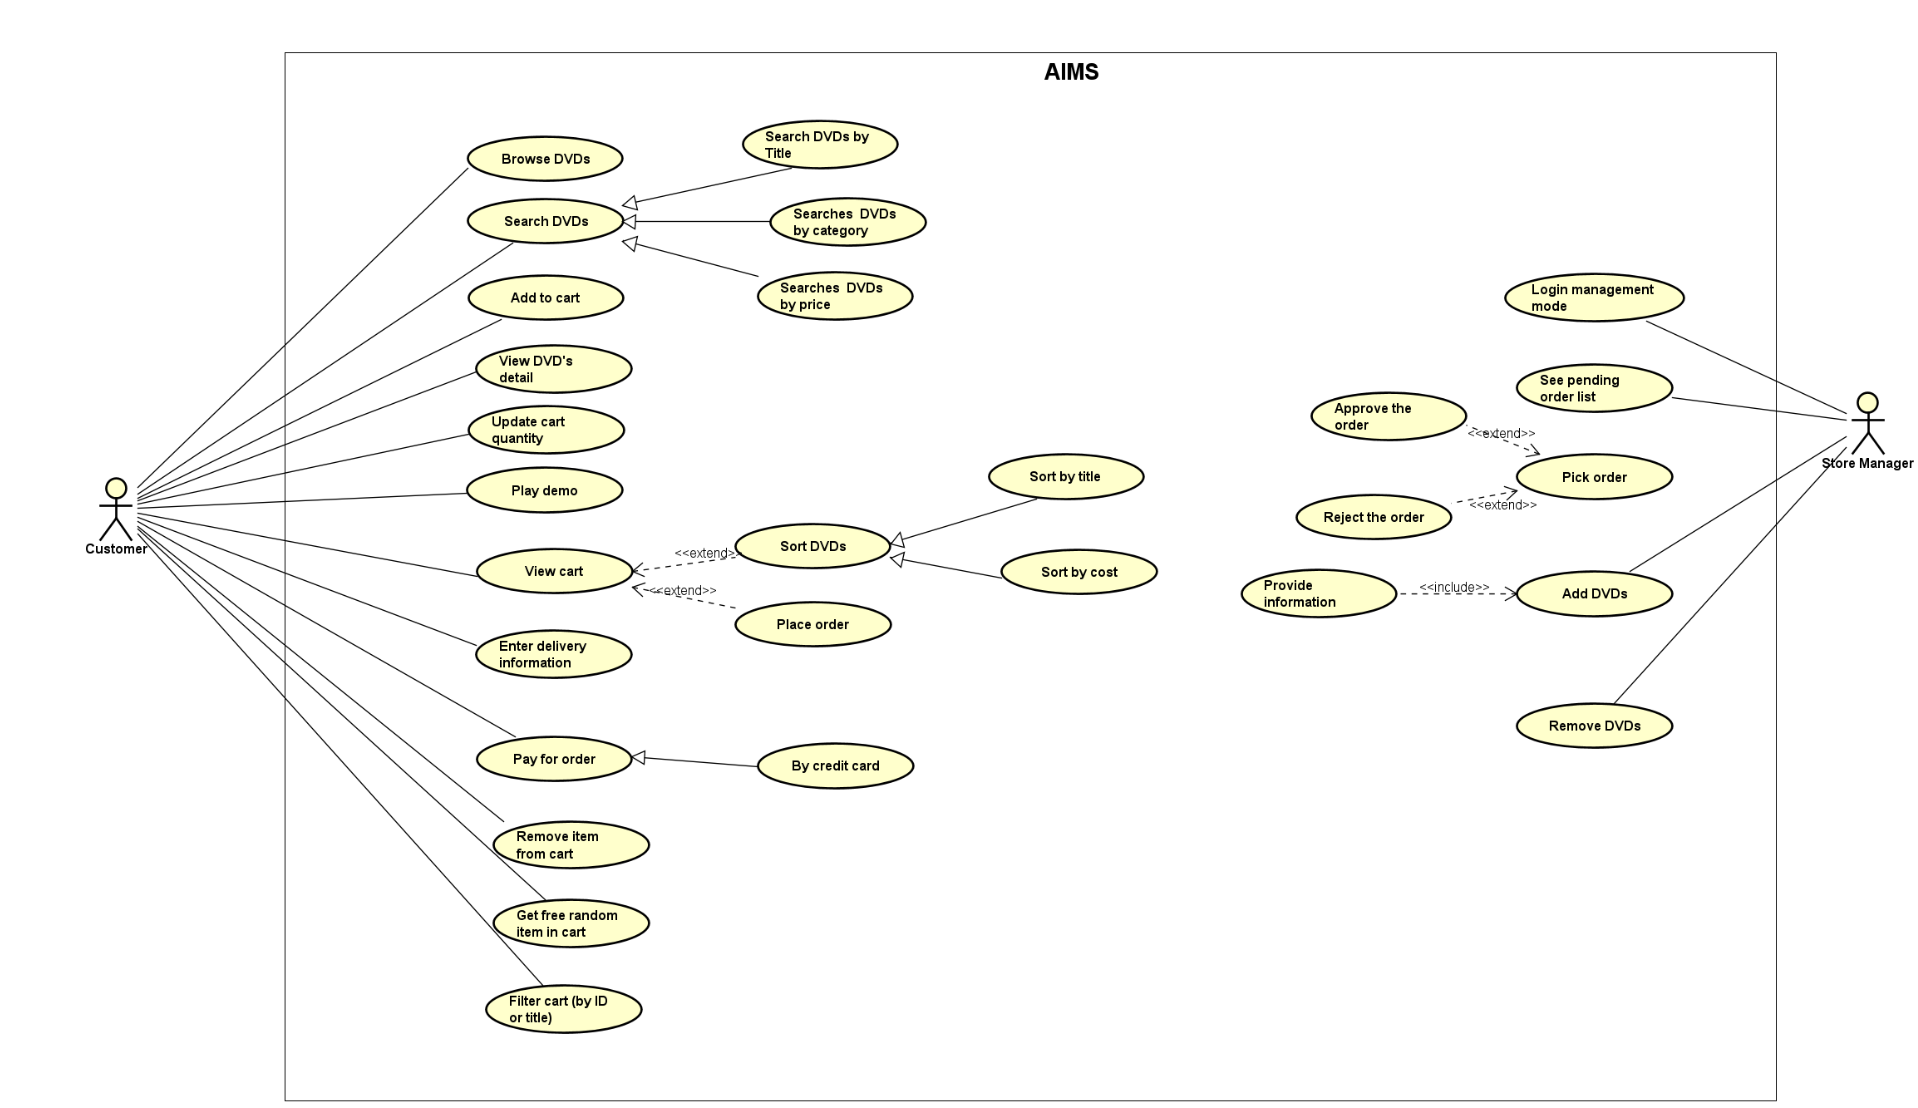 AIMS
Browse DVDs
Search DVDs by
Title
Search DVDs
Searches  DVDs
by category
Searches  DVDs
by price
Add to cart
View DVD's
detail
Update cart
quantity
Play demo
Customer
View cart
<<extend>>
<<extend>>
Sort DVDs
Sort by title
Sort by cost
Place order
Enter delivery
information
Pay for order
By credit card
Remove item
from cart
Get free random
item in cart
Filter cart (by ID
or title)
Login management
mode
See pending
order list
Approve the
order
<<extend>>
Pick order
Reject the order
<<extend>>
Store Manager
Provide
information
<<include>>
Add DVDs
Remove DVDs